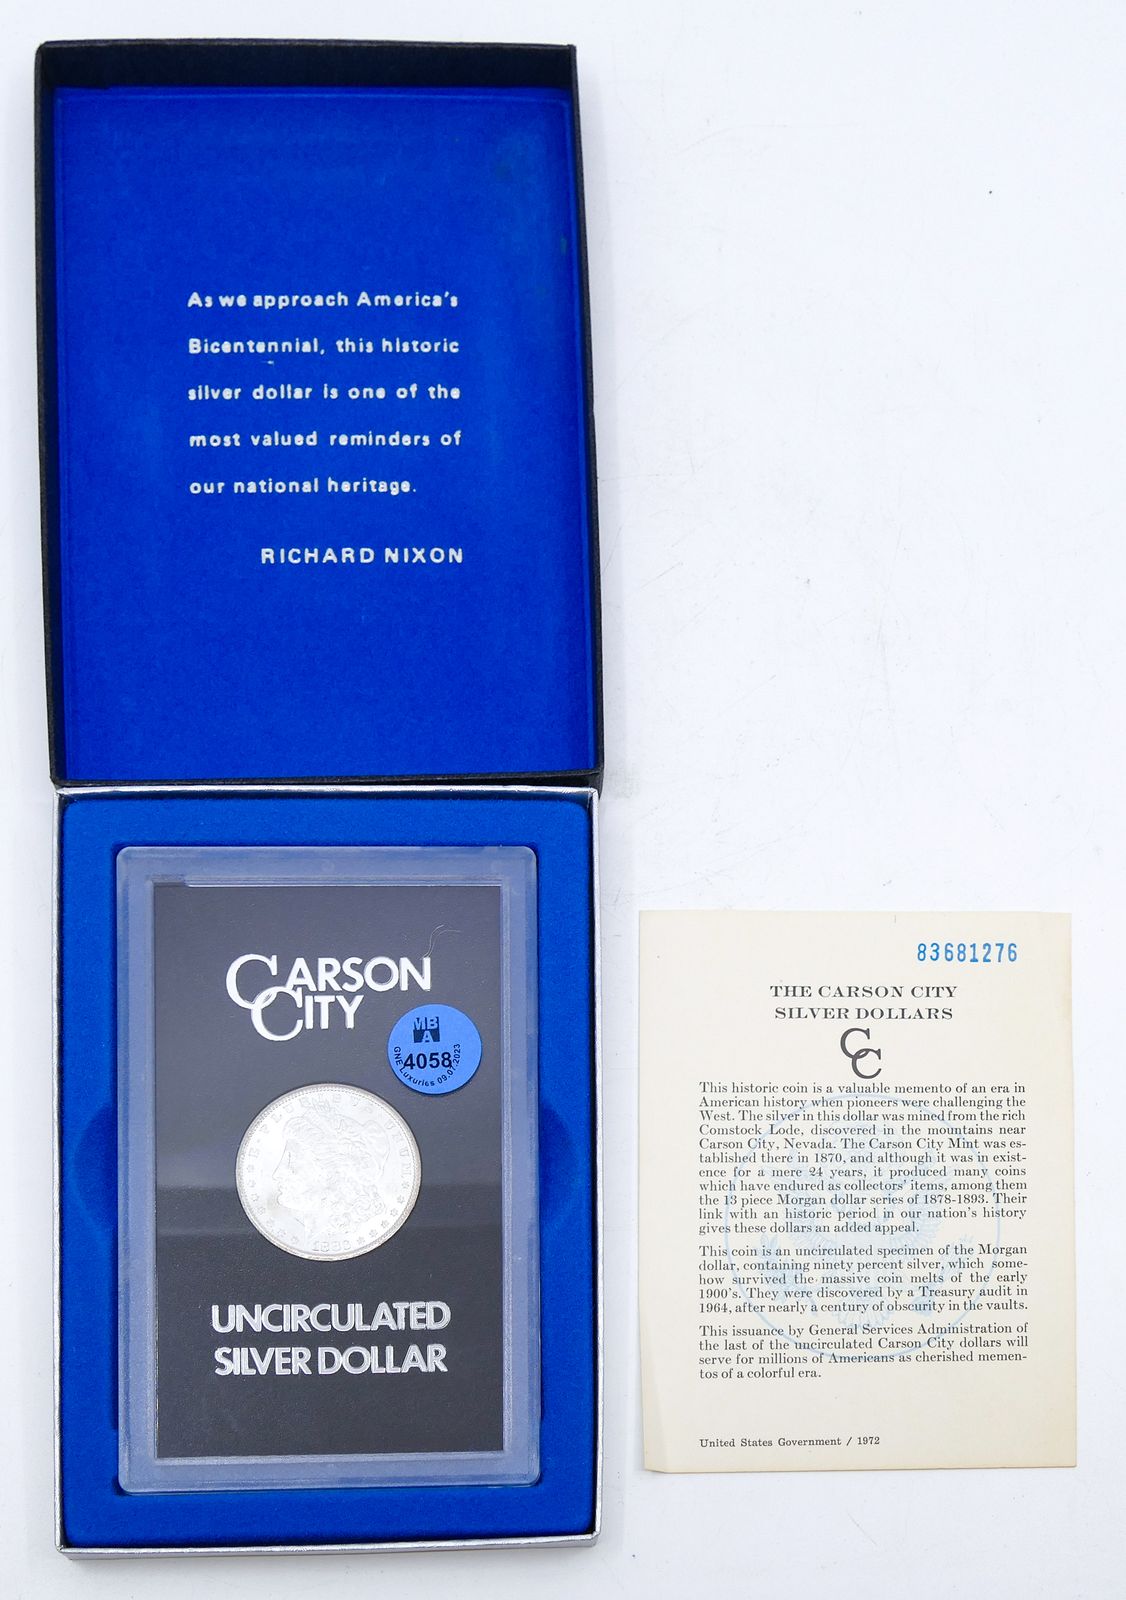 As we approach America's
Bicentennial, this historic
silver dollar is one of the
most valued reminders of
our national heritage.
RICHARD NIXON
CARSON
CITY
MB
A
4058
GNE Luxuries 09.07.2023
UNCIRCULATED
SILVER DOLLAR
83681276
THE CARSON CITY
SILVER DOLLARS
CC
This historic coin is a valuable memento of an era in
American history when pioneers were challenging the
West. The silver in this dollar was mined from the rich
Comstock Lode, discovered in the mountains near
Carson City, Nevada. The Carson City Mint was es-
tablished there in 1870, and although it was in exist-
ence for a mere 24 years, it produced many coins
which have endured as collectors' items, among them
the 13 piece Morgan dollar series of 1878-1893. Their
link with an historic period in our nation's history
gives these dollars an added appeal.
This coin is an uncirculated specimen of the Morgan
dollar, containing ninety percent silver, which some-
how survived the massive coin melts of the early
1900's. They were discovered by a Treasury audit in
1964, after nearly a century of obscurity in the vaults.
This issuance by General Services Administration of
the last of the uncirculated Carson City dollars will
serve for millions of Americans as cherished memen-
tos of a colorful era.
United States Government / 1972